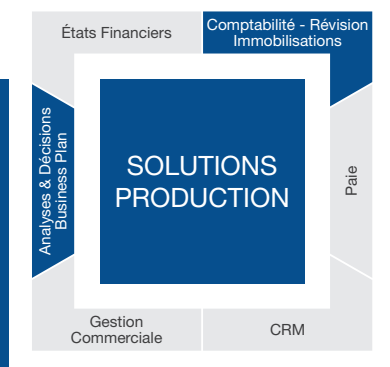 États Financiers
Comptabilité - Révision
Immobilisations
Analyses & Décisions
Business Plan
SOLUTIONS
PRODUCTION
Paie
Gestion
Commerciale
CRM